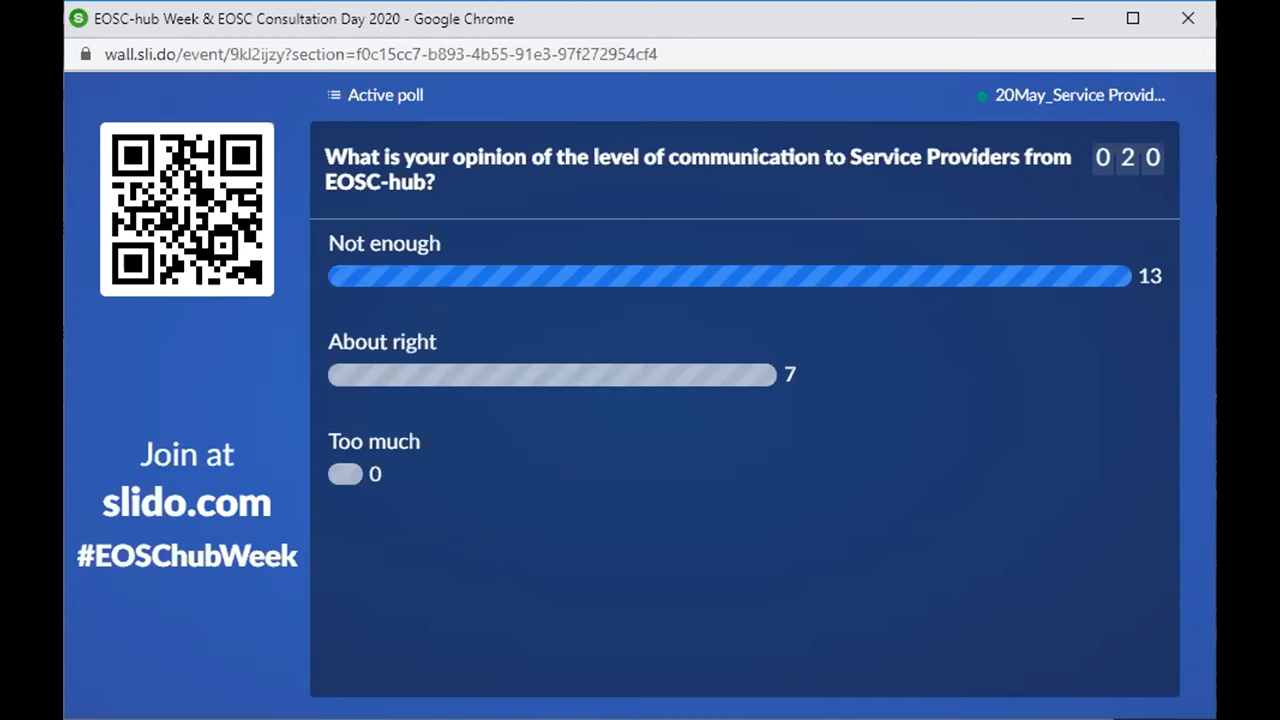 EOSC-hub Week & EOSC Consultation Day 2020 - Google Chrome
wall.sli.do/event/9kl2ijzy?section=f0c15cc7-b893-4b55-91e3-97f272954cf4
Active poll
20May_Service Provid...
What is your opinion of the level of communication to Service Providers from
EOSC-hub?
020
Not enough
13
About right
7
Too much
0
Join at
slido.com
#EOSChubWeek